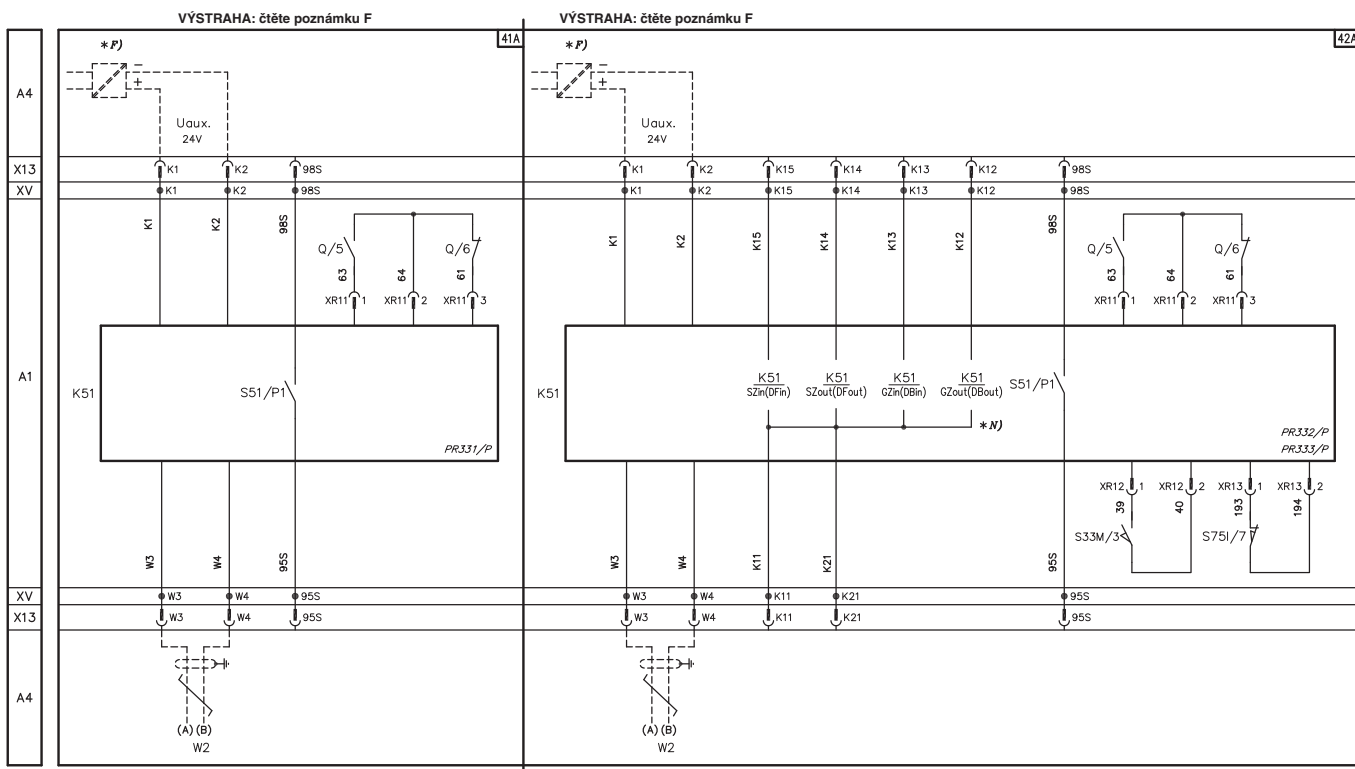 VÝSTRAHA: čtěte poznámku F
VÝSTRAHA: čtěte poznámku F
41A
42A
A4
*F)
−
+
Uaux.
24V
*F)
−
+
Uaux.
24V
X13
K1
K2
98S
K1
K2
K15
K14
K13
K12
98S
XV
K1
K2
98S
K1
K2
K15
K14
K13
K12
98S
K1
K2
98S
K1
K2
K15
K14
K13
K12
98S
Q/5
Q/6
63
64
61
XR11 1
XR11 2
XR11 3
Q/5
Q/6
63
64
61
XR11 1
XR11 2
XR11 3
A1
K51
S51/P1
PR331/P
K51
K51
SZin(DFin)
K51
SZout(DFout)
K51
GZin(DBin)
K51
GZout(DBout)
S51/P1
*N)
PR332/P
PR333/P
XR12 1
XR12 2
XR13 1
XR13 2
39
40
193
194
S33M/3
S75I/7
W3
W4
95S
W3
W4
K11
K21
95S
XV
W3
W4
95S
W3
W4
K11
K21
95S
X13
W3
W4
95S
W3
W4
K11
K21
95S
A4
(A) (B)
W2
(A) (B)
W2